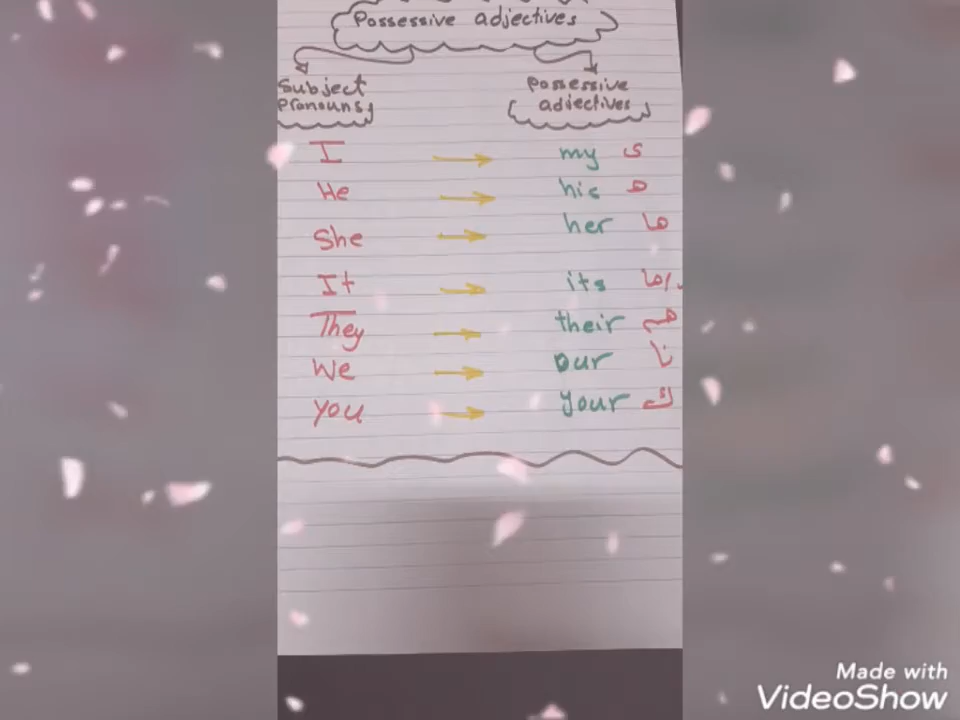 Possessive adjectives
Subject Pronouns
Possessive adjectives
I my ى
He his ه
She her ها
It its ها
They their هم
We our نا
you your ك
Made with
VideoShow